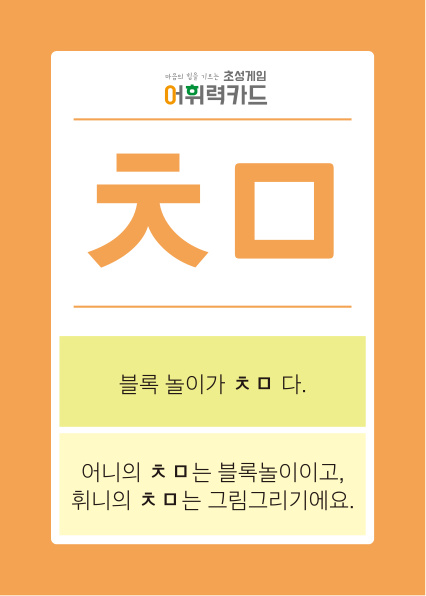 마음의 힘을 기르는 초성게임
어휘력카드
ㅊㅁ
블록 놀이가 ㅊㅁ 다.
어니의 ㅊㅁ는 블록놀이이고,
휘니의 ㅊㅁ는 그림그리기에요.